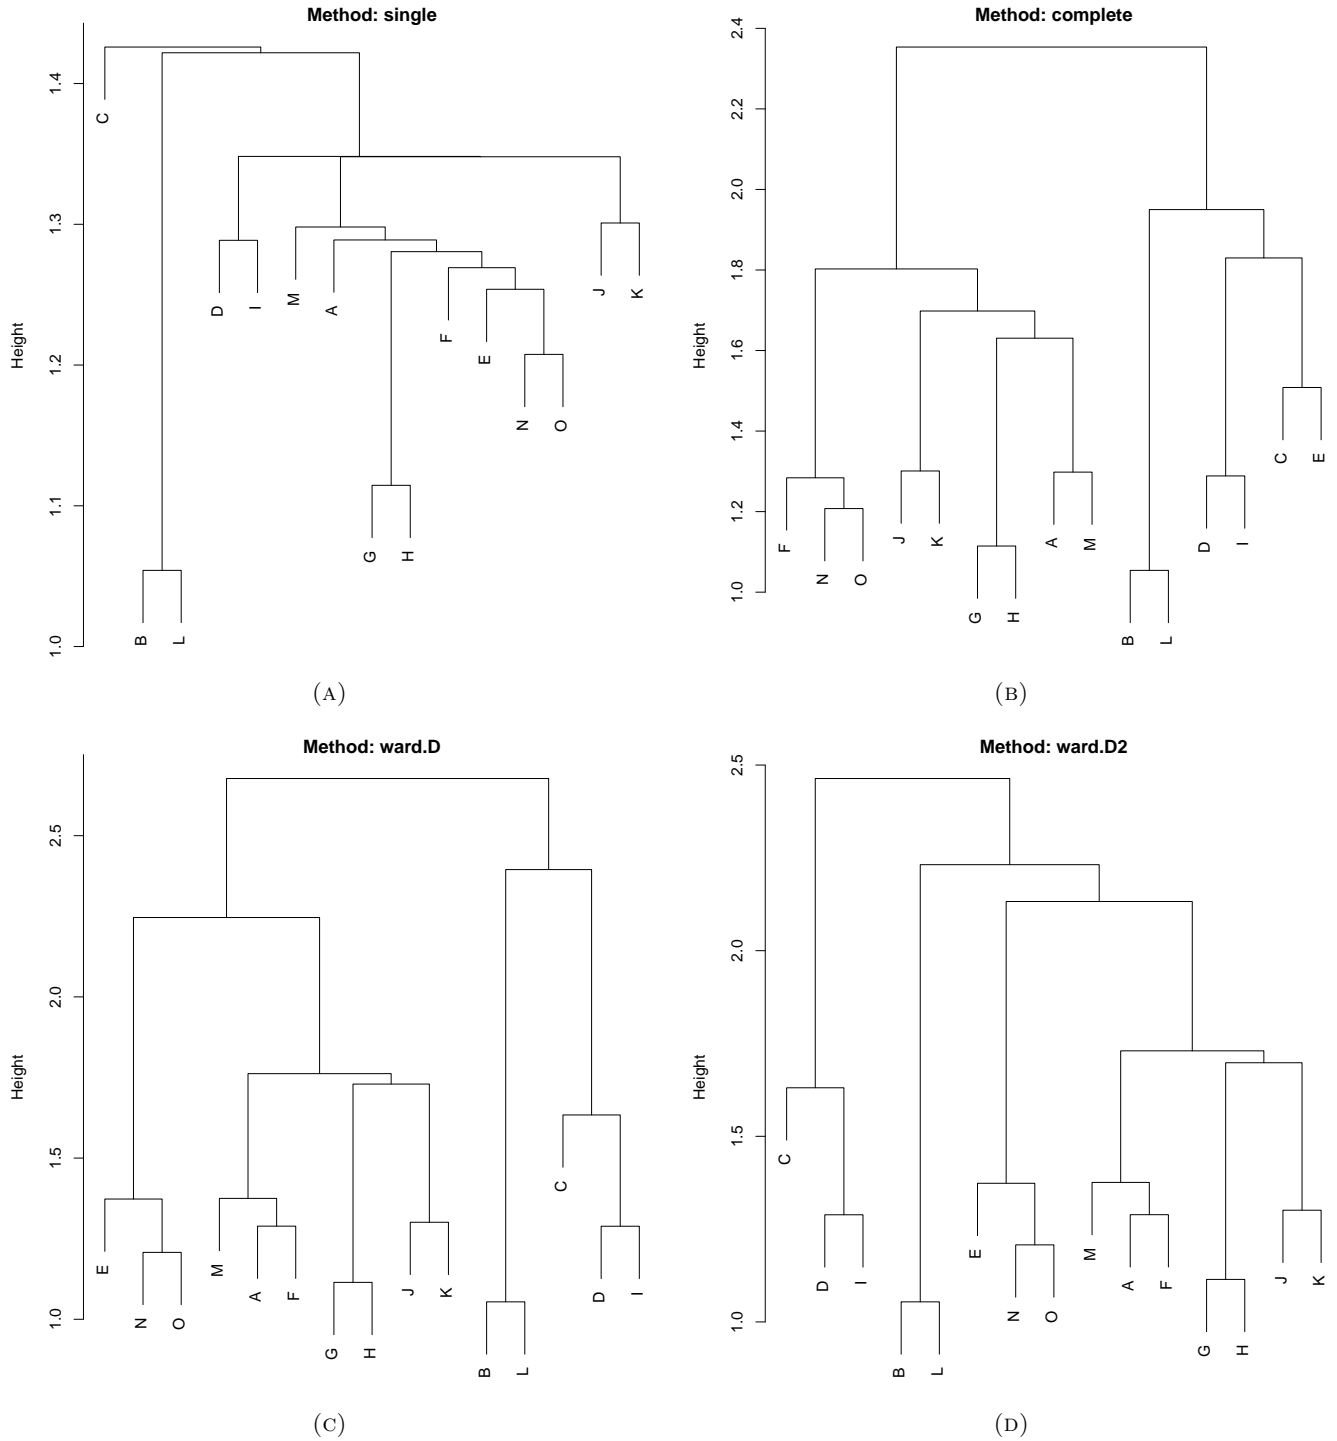 Method: single
Height
1.0 1.1 1.2 1.3 1.4
C
B L
D I
M A
G H
F E
N O
J K
(A)
Method: complete
Height
1.0 1.2 1.4 1.6 1.8 2.0 2.2 2.4
F
N O
J K
G H
A M
B L
D I
C E
(B)
Method: ward.D
Height
1.0 1.5 2.0 2.5
E
N O
M
A F
G H
J K
B L
C
D I
(C)
Method: ward.D2
Height
1.0 1.5 2.0 2.5
C
D I
B L
E
N O
M
A F
G H
J K
(D)